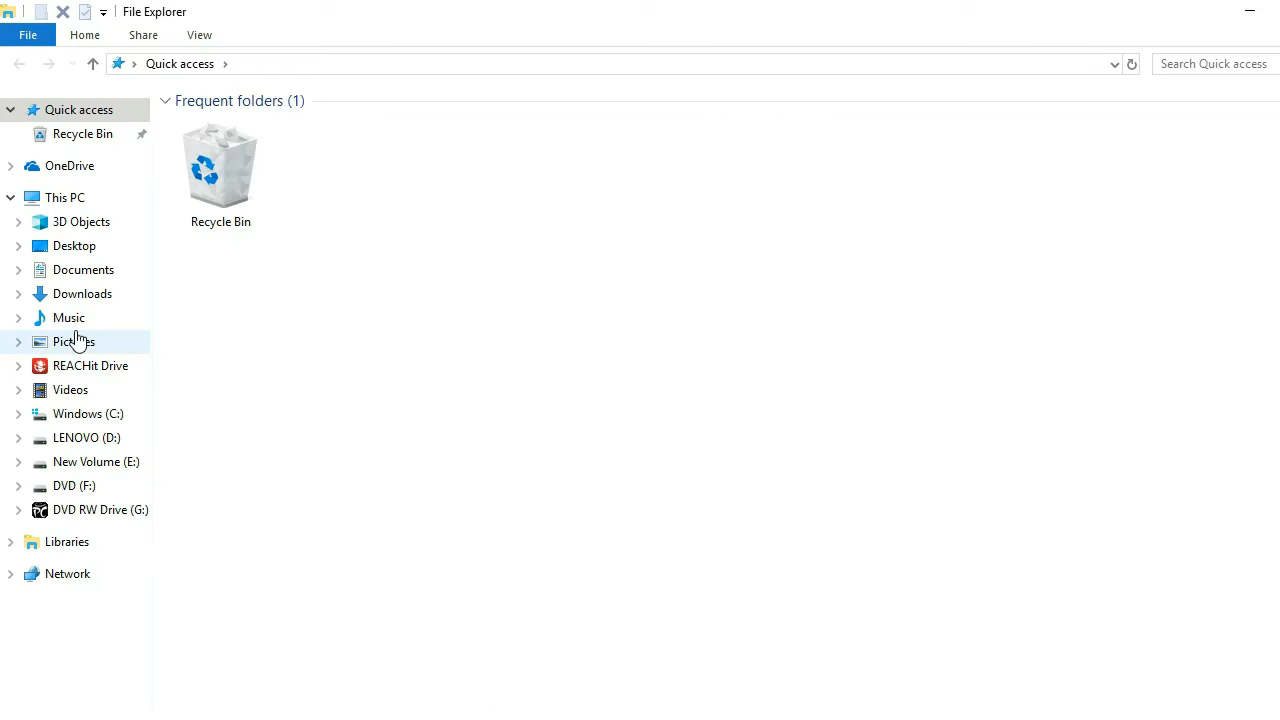 File Explorer
File Home Share View
Quick access
Search Quick access
Quick access
Recycle Bin
OneDrive
This PC
3D Objects
Desktop
Documents
Downloads
Music
Pictures
REACHit Drive
Videos
Windows (C:)
LENOVO (D:)
New Volume (E:)
DVD (F:)
DVD RW Drive (G:)
Libraries
Network
Frequent folders (1)
Recycle Bin